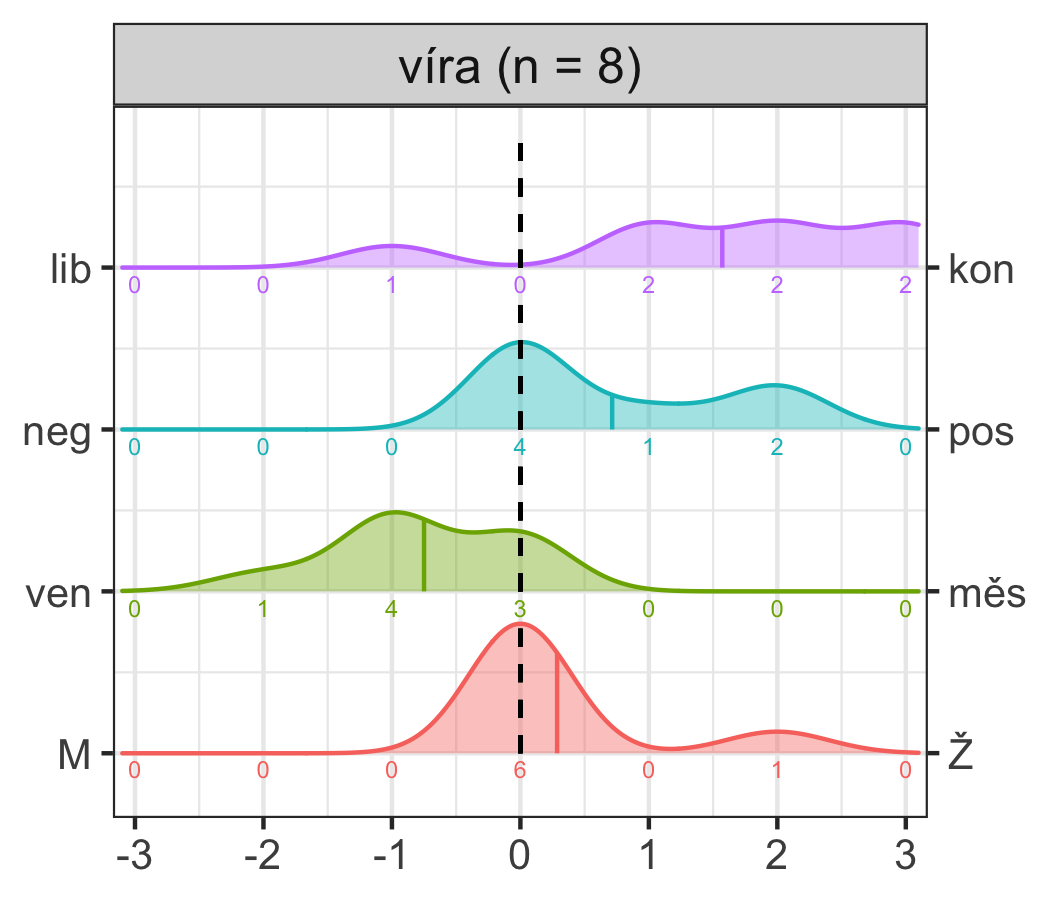 víra (n = 8)
lib kon
0 0 1 0 2 2 2
neg pos
0 0 0 4 1 2 0
ven měs
0 1 4 3 0 0 0
M Ž
0 0 0 6 0 1 0
-3 -2 -1 0 1 2 3